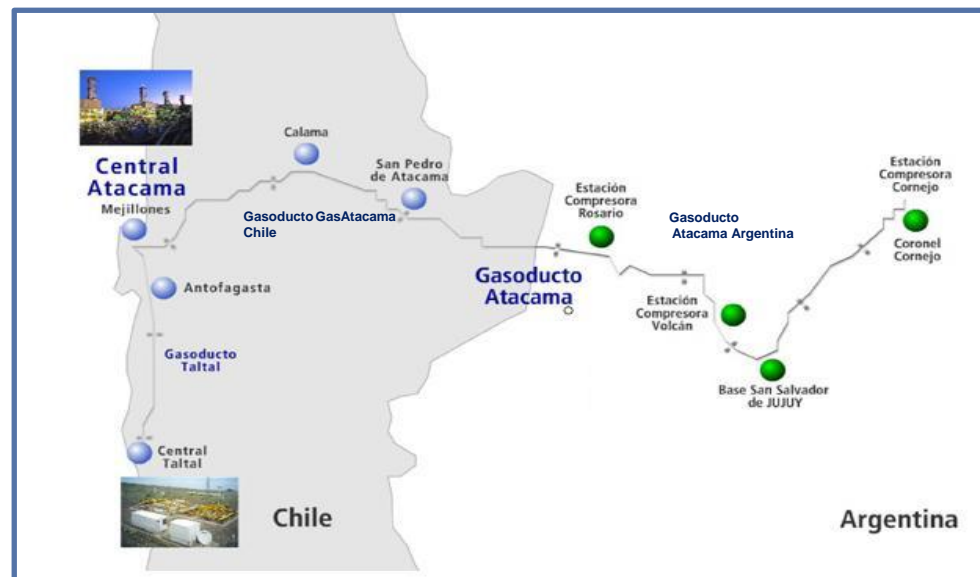 Calama
San Pedro
de Atacama
Central
Atacama
Mejillones
Gasoducto GasAtacama
Chile
Antofagasta
Gasoducto
Taltal
Central
Taltal
Chile
Gasoducto
Atacama
Estación
Compresora
Rosario
Gasoducto
Atacama Argentina
Estación
Compresora
Cornejo
Coronel
Cornejo
Estación
Compresora
Volcán
Base San Salvador
de JUJUY
Argentina